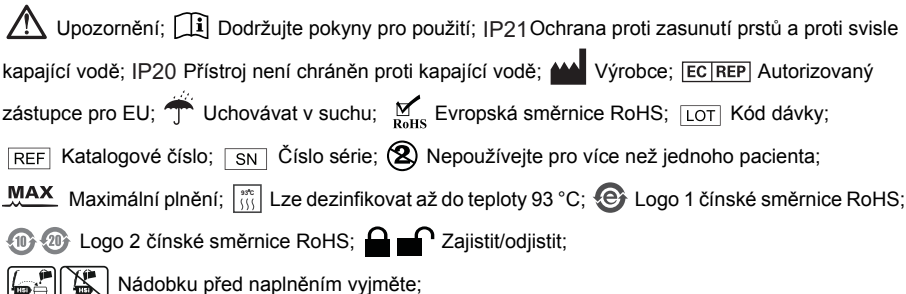 Upozornění; Dodržujte pokyny pro použití; IP21 Ochrana proti zasunutí prstů a proti svisle
kapající vodě; IP20 Přístroj není chráněn proti kapající vodě; Výrobce; EC REP Autorizovaný
zástupce pro EU; Uchovávat v suchu; RoHS Evropská směrnice RoHS; LOT Kód dávky;
REF Katalogové číslo; SN Číslo série; 2 Nepoužívejte pro více než jednoho pacienta;
MAX Maximální plnění; 93°C Lze dezinfikovat až do teploty 93 °C; e Logo 1 čínské směrnice RoHS;
10 20 Logo 2 čínské směrnice RoHS; Zajistit/odjistit;
H5i H5i Nádobku před naplněním vyjměte;